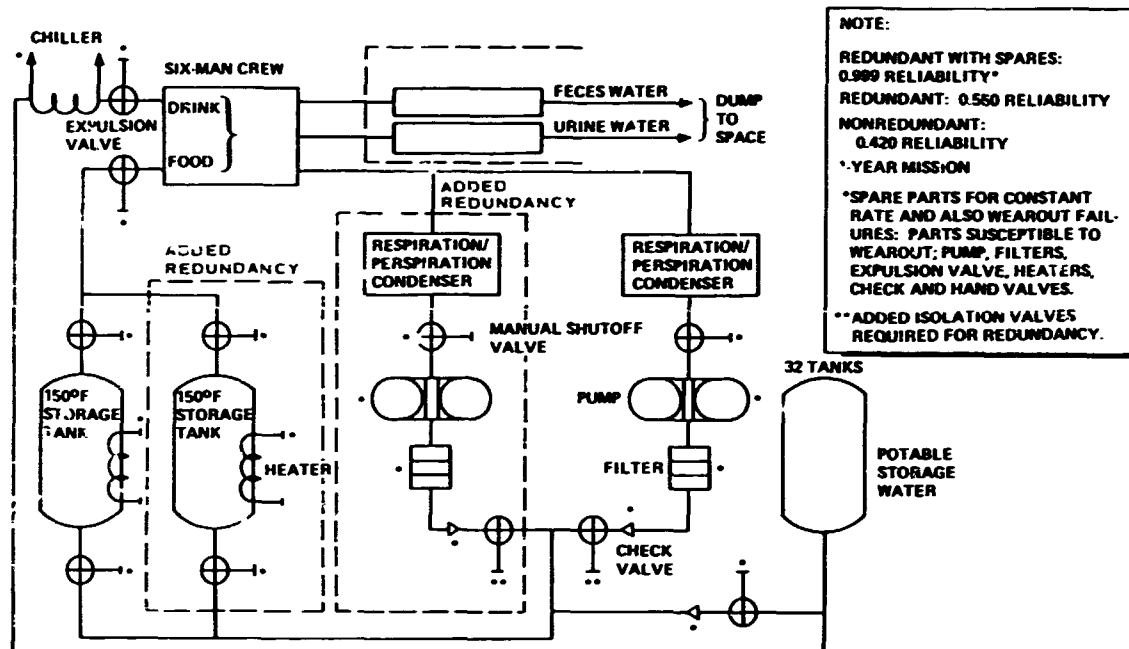 CHILLER
EXPULSION
VALVE
SIX-MAN CREW
DRINK
FOOD
FECES WATER
URINE WATER
DUMP
TO
SPACE
NOTE:
REDUNDANT WITH SPARES:
0.999 RELIABILITY*
REDUNDANT: 0.550 RELIABILITY
NONREDUNDANT:
0.420 RELIABILITY
-YEAR MISSION
*SPARE PARTS FOR CONSTANT
RATE AND ALSO WEAROUT FAIL-
URES: PARTS SUSCEPTIBLE TO
WEAROUT; PUMP, FILTERS,
EXPULSION VALVE, HEATERS,
CHECK AND HAND VALVES.
**ADDED ISOLATION VALVES
REQUIRED FOR REDUNDANCY.
ADDED
REDUNDANCY
ADDED
REDUNDANCY
RESPIRATION/
PERSPIRATION
CONDENSER
RESPIRATION/
PERSPIRATION
CONDENSER
MANUAL SHUTOFF
VALVE
32 TANKS
150°F
STORAGE
TANK
150°F
STORAGE
TANK
HEATER
PUMP
FILTER
POTABLE
STORAGE
WATER
CHECK
VALVE